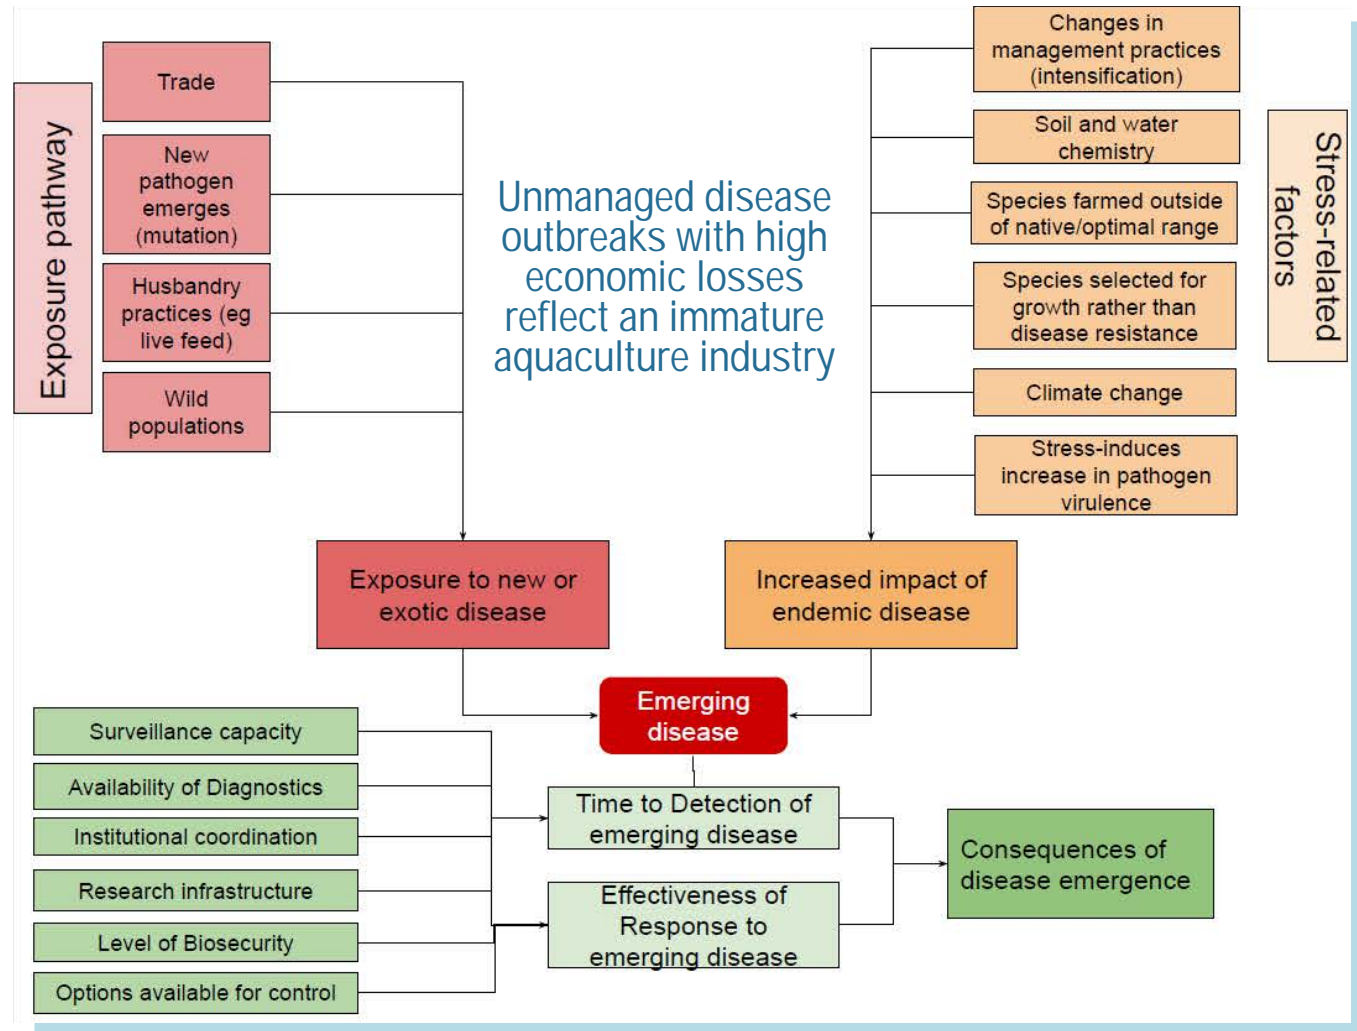 Exposure pathway
Trade
New
pathogen
emerges
(mutation)
Husbandry
practices (eg
live feed)
Wild
populations
Unmanaged disease
outbreaks with high
economic losses
reflect an immature
aquaculture industry
Changes in
management practices
(intensification)
Soil and water
chemistry
Species farmed outside
of native/optimal range
Species selected for
growth rather than
disease resistance
Climate change
Stress-induces
increase in pathogen
virulence
Stress-related
factors
Exposure to new or
exotic disease
Increased impact of
endemic disease
Emerging
disease
Surveillance capacity
Availability of Diagnostics
Institutional coordination
Research infrastructure
Level of Biosecurity
Options available for control
Time to Detection of
emerging disease
Effectiveness of
Response to
emerging disease
Consequences of
disease emergence